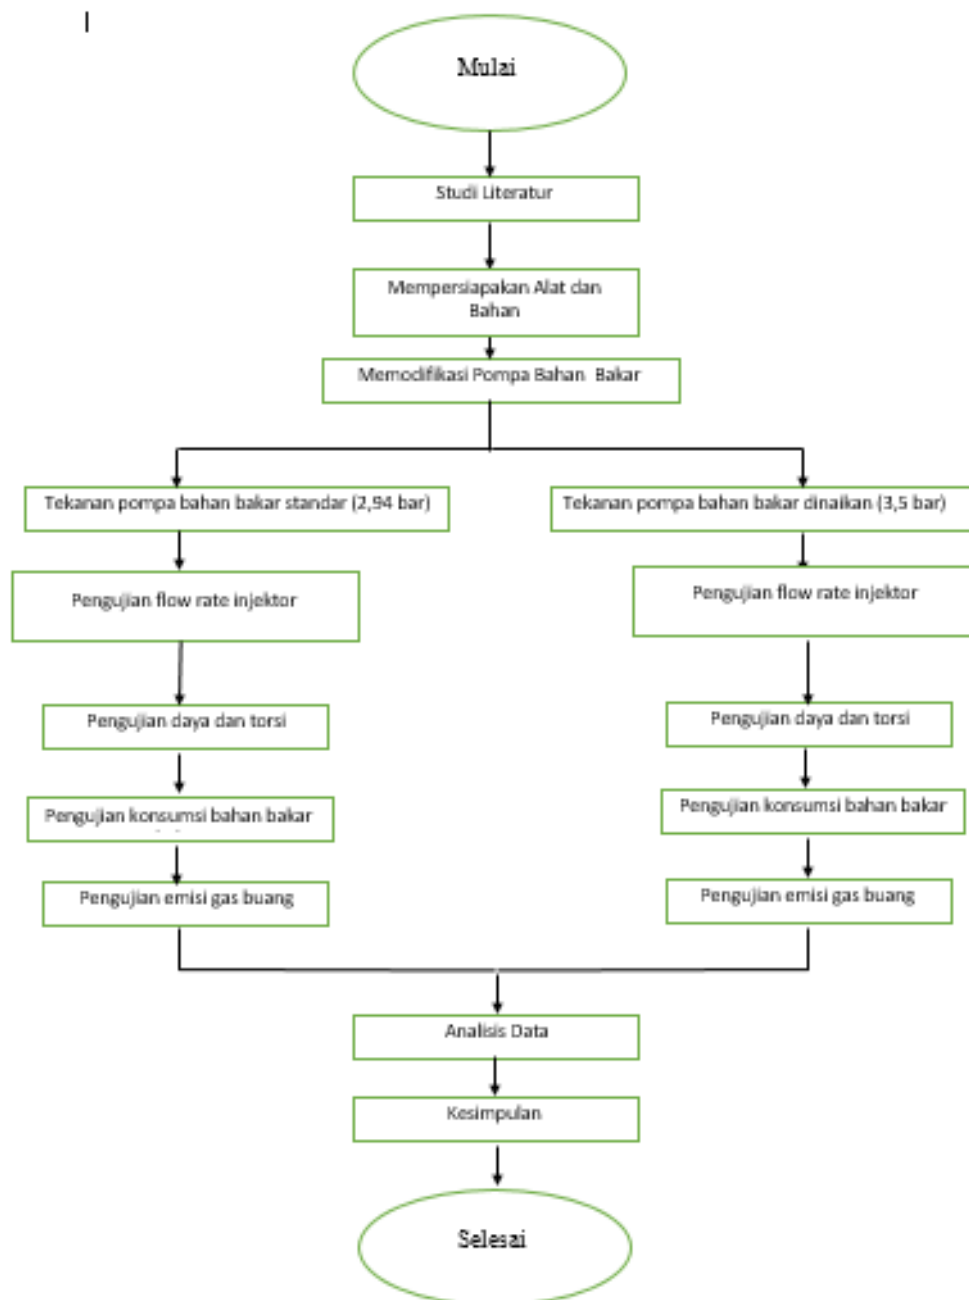 Mulai
Studi Literatur
Mempersiapakan Alat dan
Bahan
Memodifikasi Pompa Bahan Bakar
Tekanan pompa bahan bakar standar (2,94 bar)
Tekanan pompa bahan bakar dinaikan (3,5 bar)
Pengujian flow rate injektor
Pengujian flow rate injektor
Pengujian daya dan torsi
Pengujian daya dan torsi
Pengujian konsumsi bahan bakar
Pengujian konsumsi bahan bakar
Pengujian emisi gas buang
Pengujian emisi gas buang
Analisis Data
Kesimpulan
Selesai